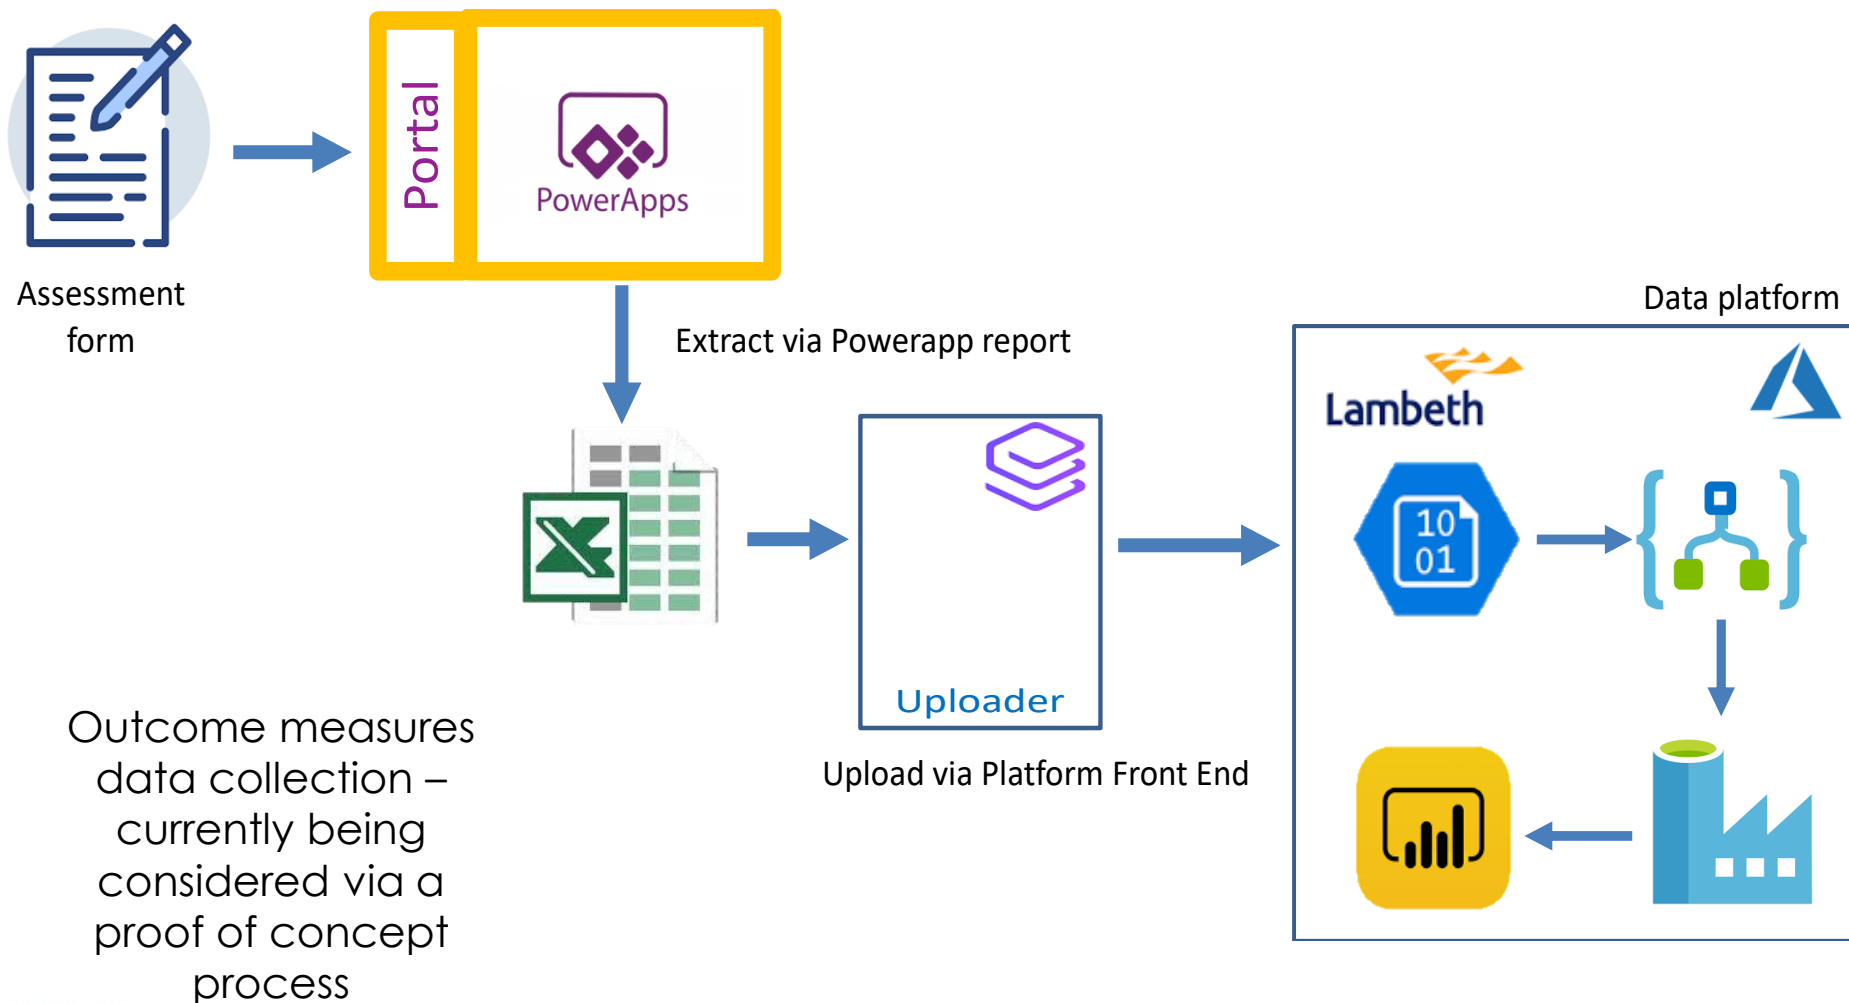 Portal
PowerApps
Assessment
form
Extract via Powerapp report
Data platform
Lambeth
10
01
Uploader
Upload via Platform Front End
Outcome measures
data collection –
currently being
considered via a
proof of concept
process